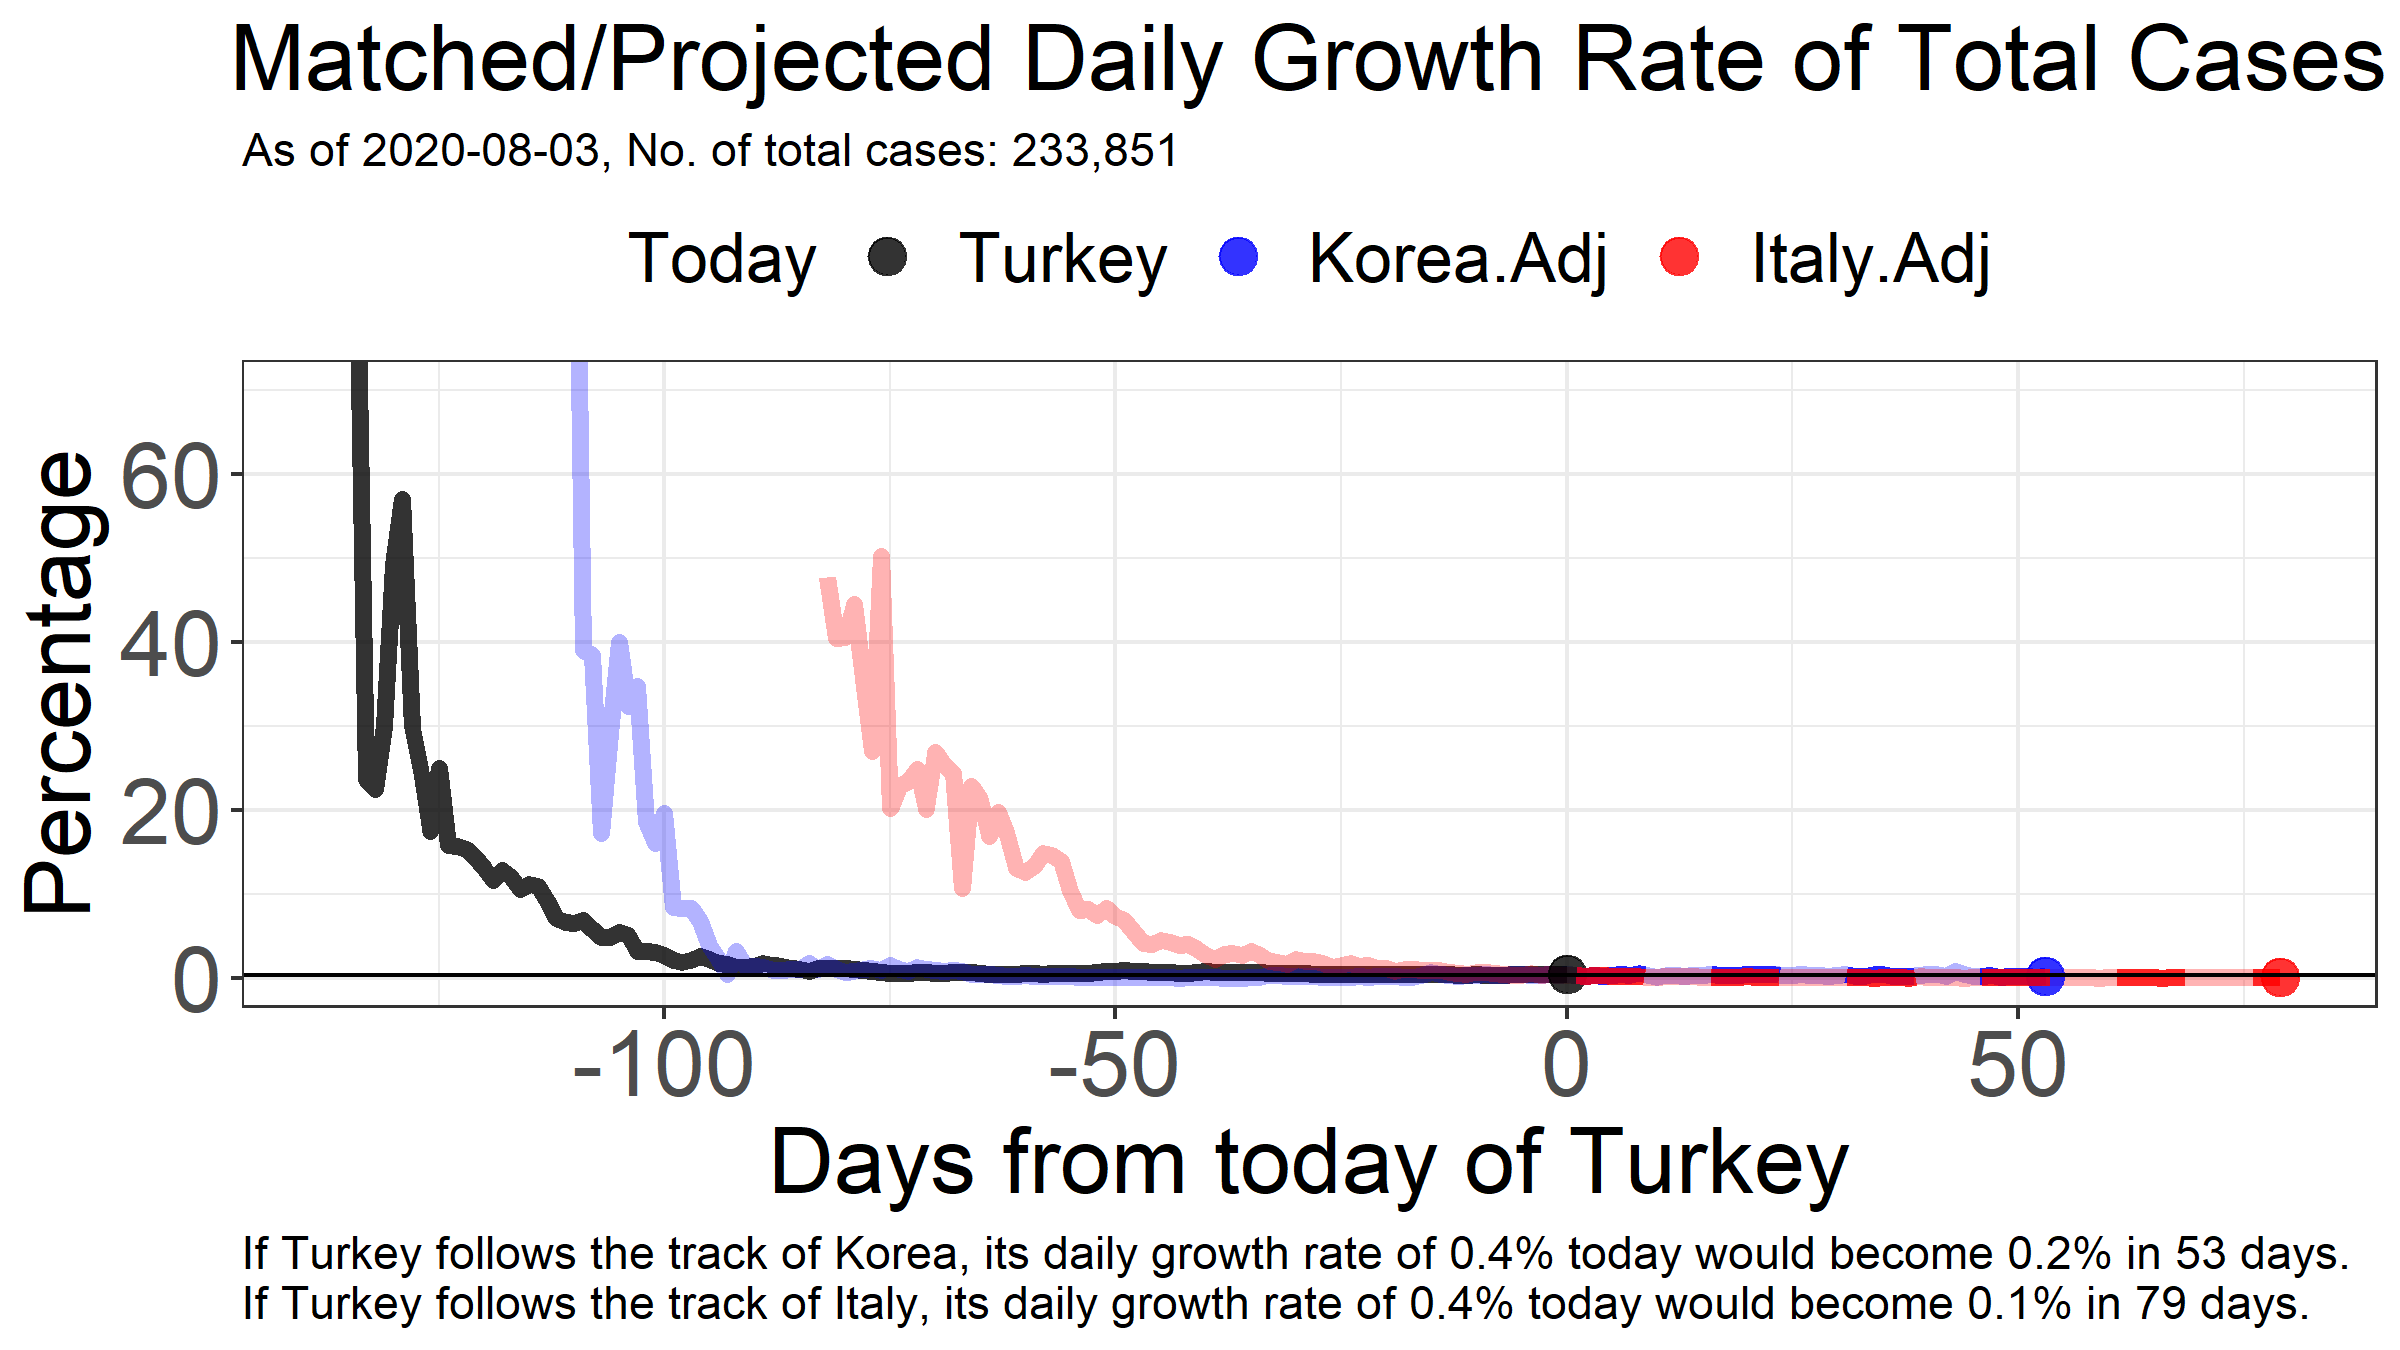 Matched/Projected Daily Growth Rate of Total Cases
As of 2020-08-03, No. of total cases: 233,851
Today Turkey Korea.Adj Italy.Adj
Percentage
60
40
20
0
-100 -50 0 50
Days from today of Turkey
If Turkey follows the track of Korea, its daily growth rate of 0.4% today would become 0.2% in 53 days.
If Turkey follows the track of Italy, its daily growth rate of 0.4% today would become 0.1% in 79 days.